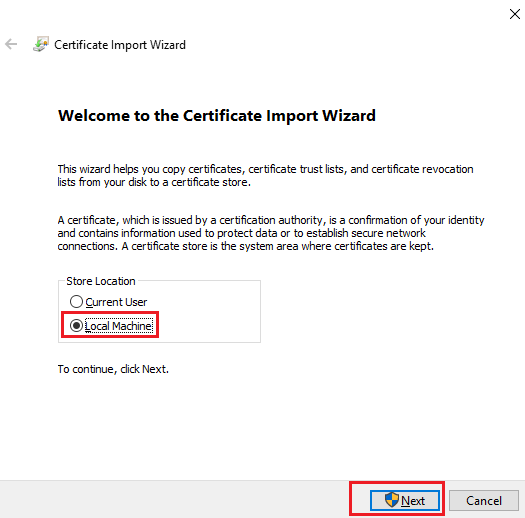 Certificate Import Wizard
Welcome to the Certificate Import Wizard
This wizard helps you copy certificates, certificate trust lists, and certificate revocation
lists from your disk to a certificate store.
A certificate, which is issued by a certification authority, is a confirmation of your identity
and contains information used to protect data or to establish secure network
connections. A certificate store is the system area where certificates are kept.
Store Location
Current User
Local Machine
To continue, click Next.
Next
Cancel